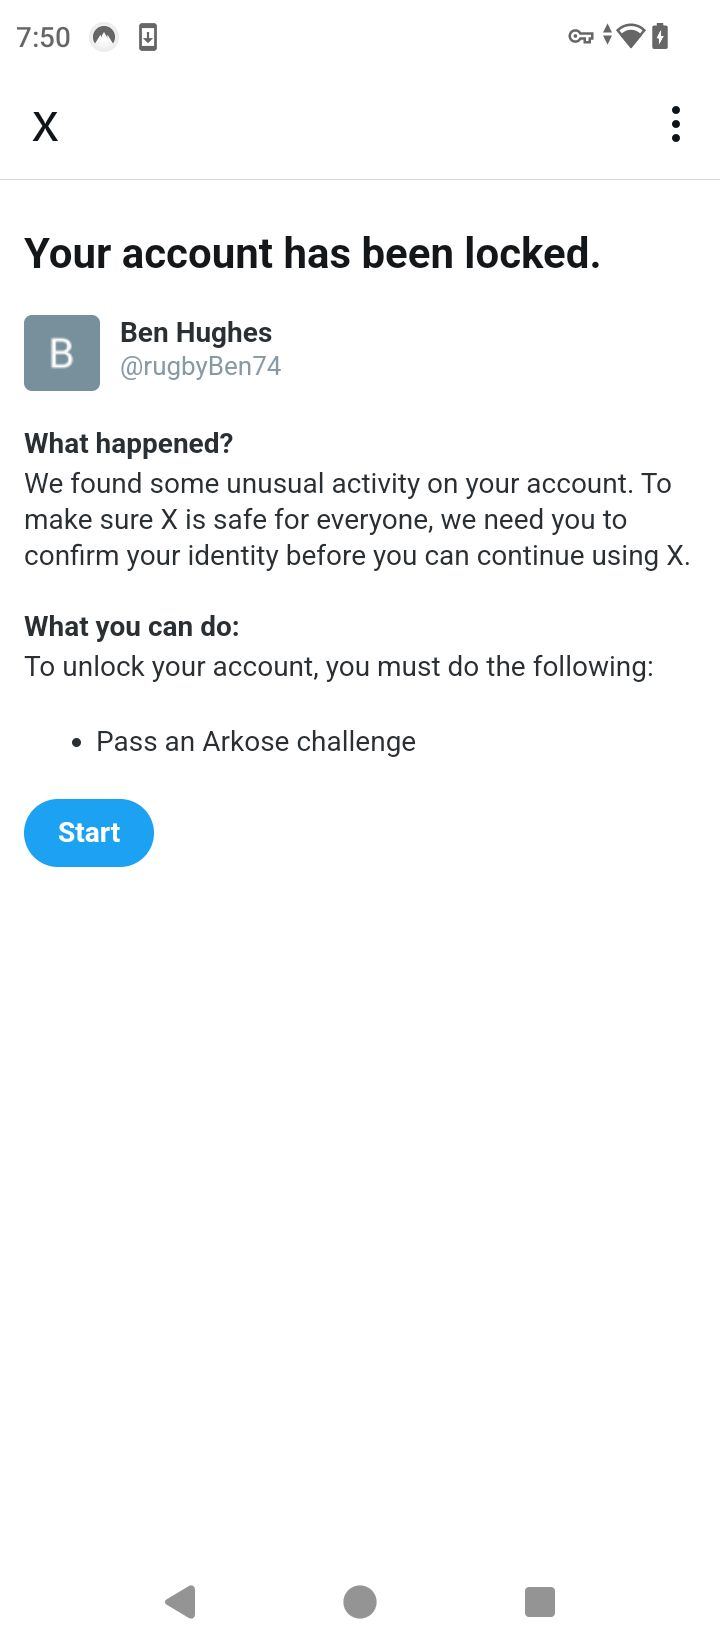 7:50
X
Your account has been locked.
B
Ben Hughes
@rugbyBen74
What happened?
We found some unusual activity on your account. To
make sure X is safe for everyone, we need you to
confirm your identity before you can continue using X.
What you can do:
To unlock your account, you must do the following:
• Pass an Arkose challenge
Start